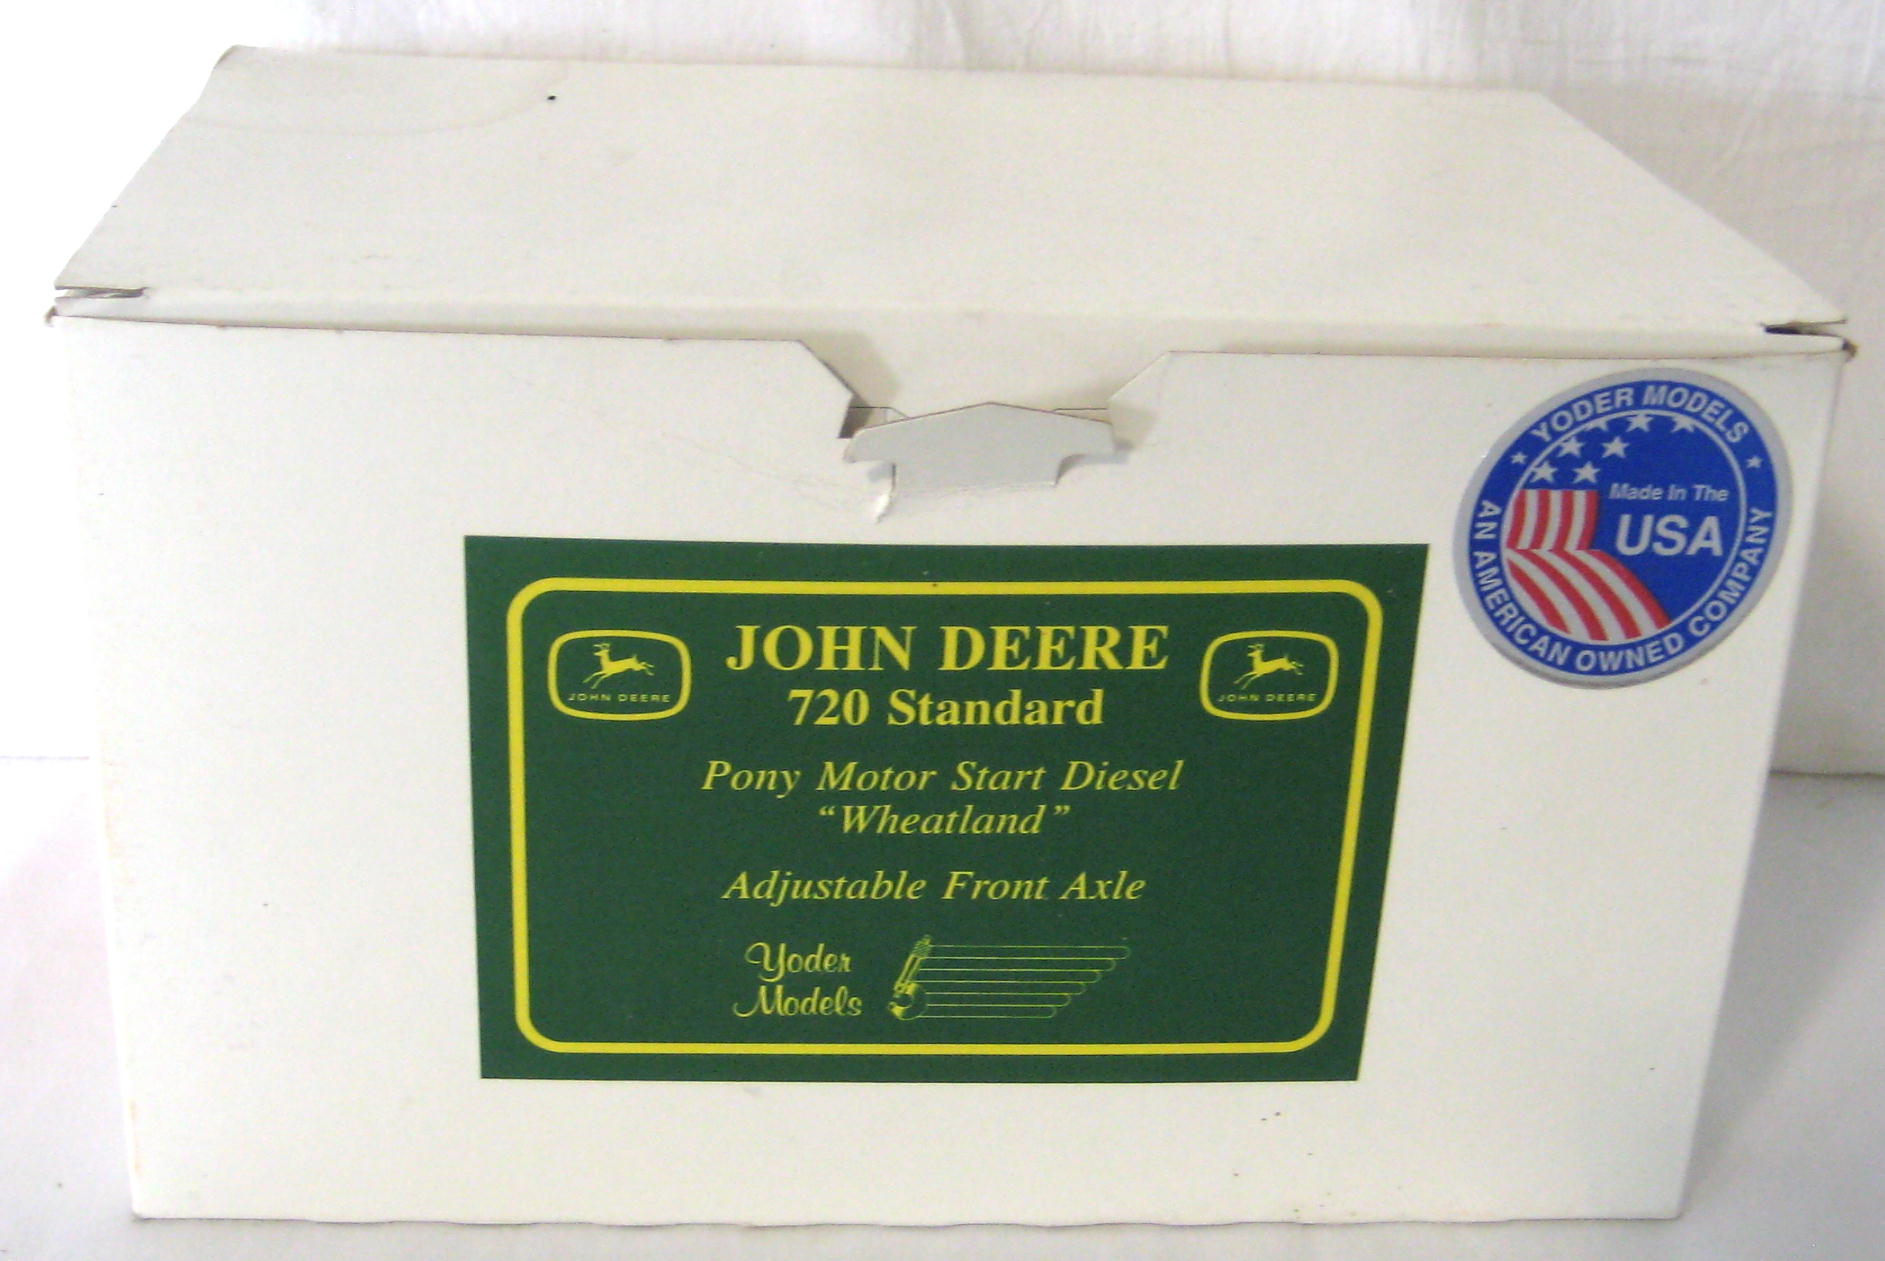 YODER MODELS
Made In The
USA
AN AMERICAN OWNED COMPANY
JOHN DEERE
720 Standard
JOHN DEERE
JOHN DEERE
Pony Motor Start Diesel
“Wheatland”
Adjustable Front Axle
Yoder
Models